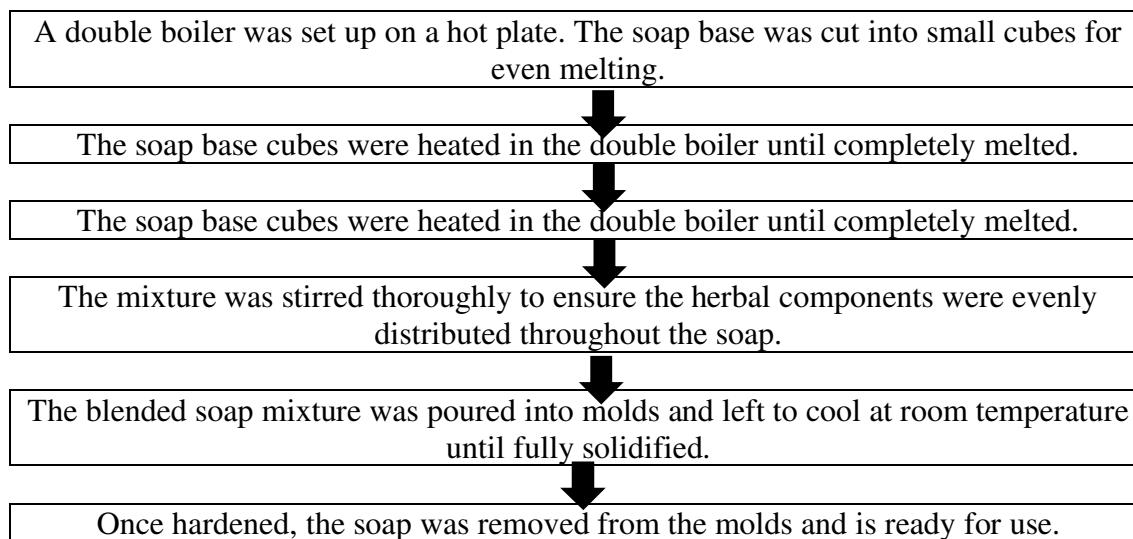 A double boiler was set up on a hot plate. The soap base was cut into small cubes for
even melting.
The soap base cubes were heated in the double boiler until completely melted.
The soap base cubes were heated in the double boiler until completely melted.
The mixture was stirred thoroughly to ensure the herbal components were evenly
distributed throughout the soap.
The blended soap mixture was poured into molds and left to cool at room temperature
until fully solidified.
Once hardened, the soap was removed from the molds and is ready for use.